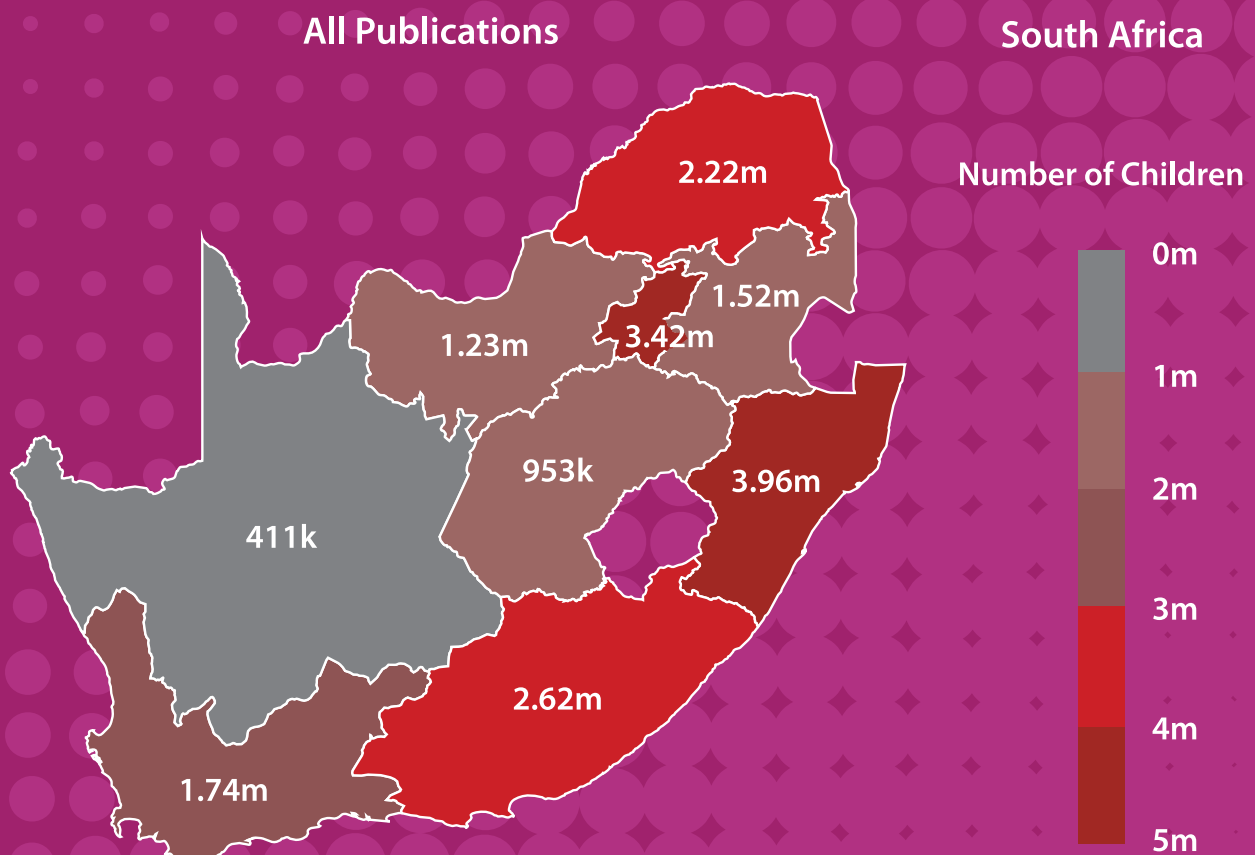 All Publications
South Africa
Number of Children
2.22m
1.52m
1.23m
3.42m
953k
3.96m
411k
2.62m
1.74m
0m
1m
2m
3m
4m
5m